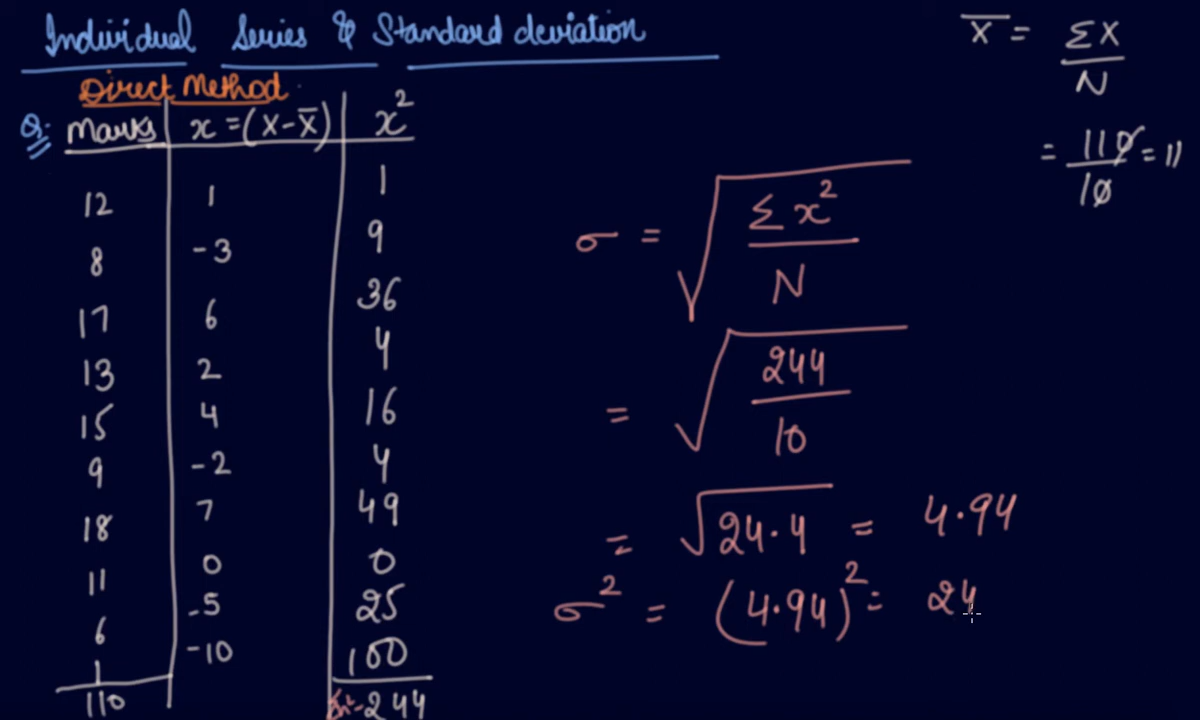 Individual Series & Standard deviation
Direct Method
Q. Marks x = (X-X̅) x²
12 1 1
8 -3 9
17 6 36
13 2 4
15 4 16
9 -2 4
18 7 49
11 0 0
6 -5 25
1 -10 100
110 244
X̅ = ΣX / N
= 110 / 10 = 11
σ = √(Σx² / N)
= √(244 / 10)
= √24.4 = 4.94
σ² = (4.94)² = 24